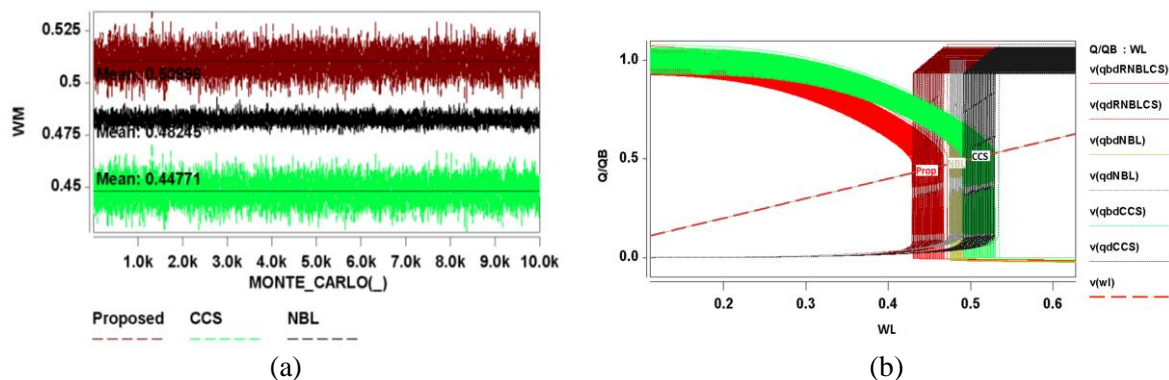 0.525
0.5
0.475
0.45
WM
Mean: 0.50896
Mean: 0.48245
Mean: 0.44771
1.0k 2.0k 3.0k 4.0k 5.0k 6.0k 7.0k 8.0k 9.0k 10.0k
MONTE_CARLO(_)
Proposed CCS NBL
(a)
1.0
0.5
0.0
Q/QB
Prop NBL CCS
0.2 0.3 0.4 0.5 0.6
WL
Q/QB : WL
v(qbdRNBLCS)
v(qdRNBLCS)
v(qbdNBL)
v(qdNBL)
v(qbdCCS)
v(qdCCS)
v(wl)
(b)